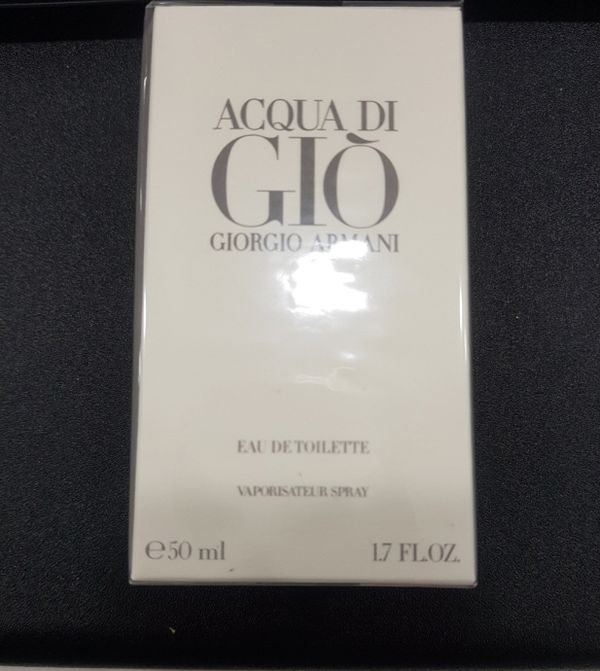 ACQUA DI
GIÒ
GIORGIO ARMANI
EAU DE TOILETTE
VAPORISATEUR SPRAY
℮50 ml 1.7 FL.OZ.